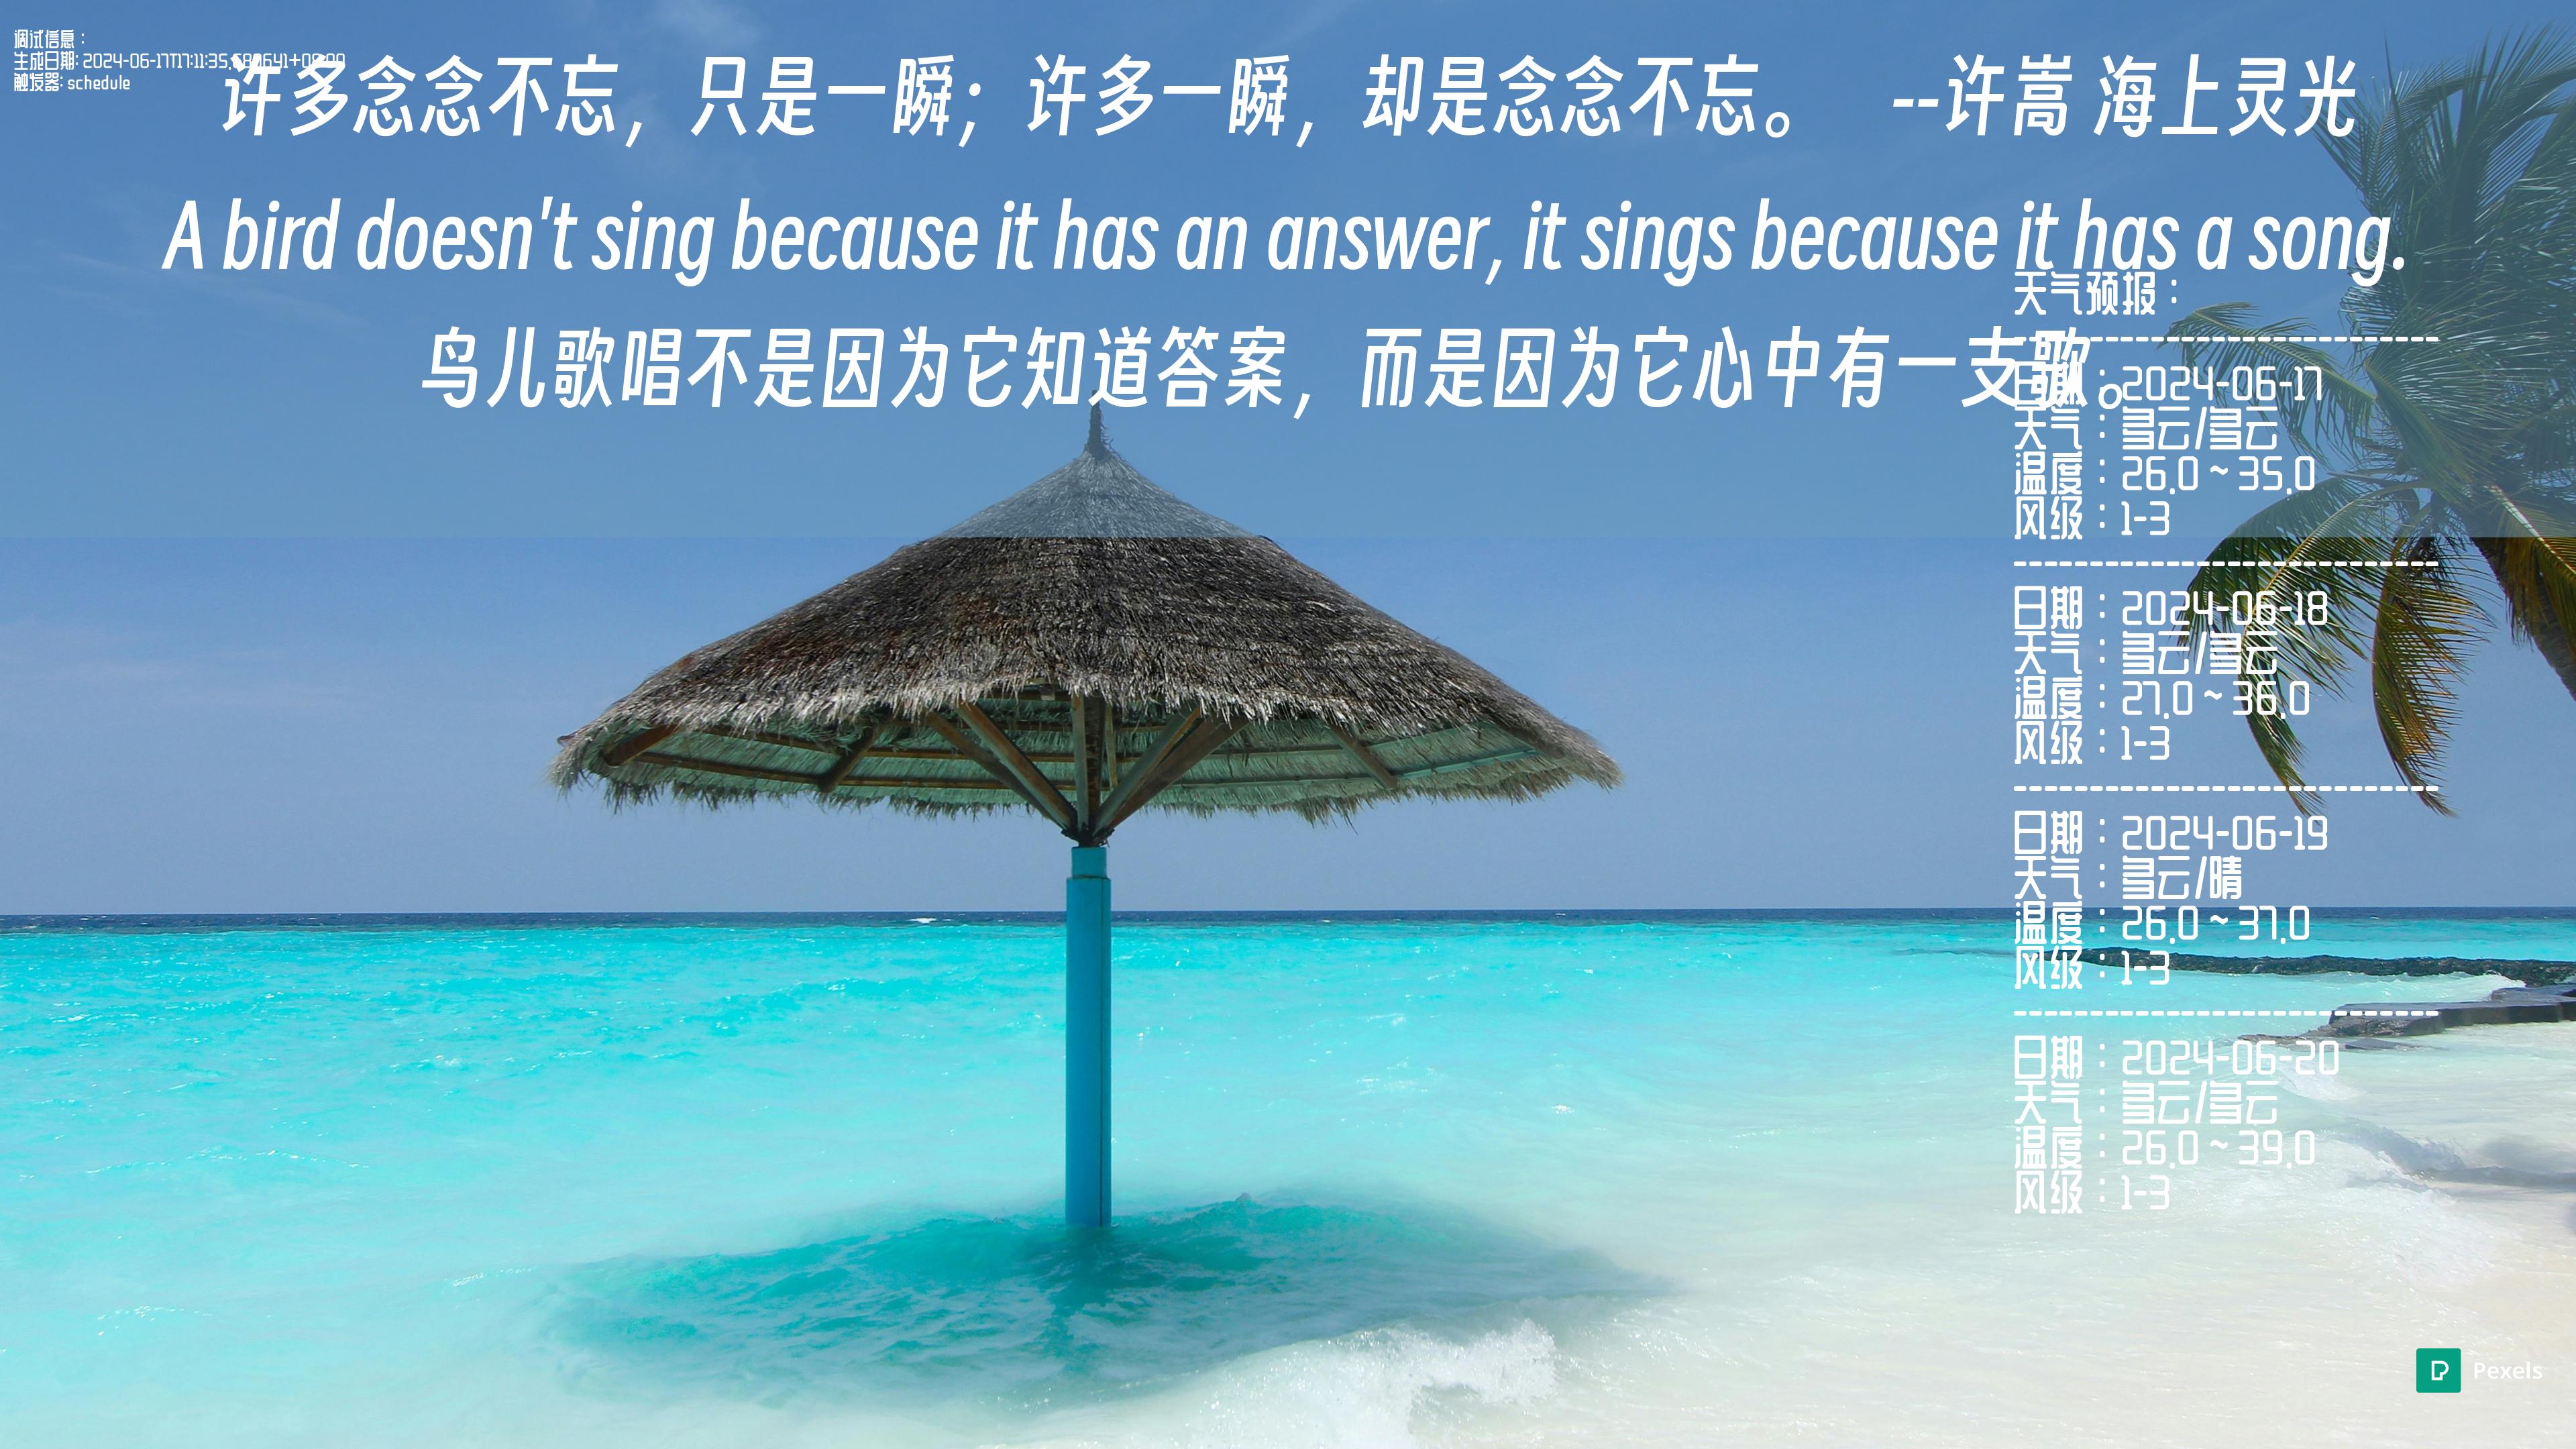 调试信息：
生成日期: 2024-06-17T17:11:35.
触发器: schedule
许多念念不忘，只是一瞬；许多一瞬，却是念念不忘。 --许嵩 海上灵光
A bird doesn't sing because it has an answer, it sings because it has a song.
鸟儿歌唱不是因为它知道答案，而是因为它心中有一支歌。
天气预报：
---------------------------
日期：2024-06-17
天气：多云/多云
温度：26.0 ~ 35.0
风级：1-3
---------------------------
日期：2024-06-18
天气：多云/多云
温度：27.0 ~ 36.0
风级：1-3
---------------------------
日期：2024-06-19
天气：多云/晴
温度：26.0 ~ 37.0
风级：1-3
---------------------------
日期：2024-06-20
天气：多云/多云
温度：26.0 ~ 39.0
风级：1-3
Pexels